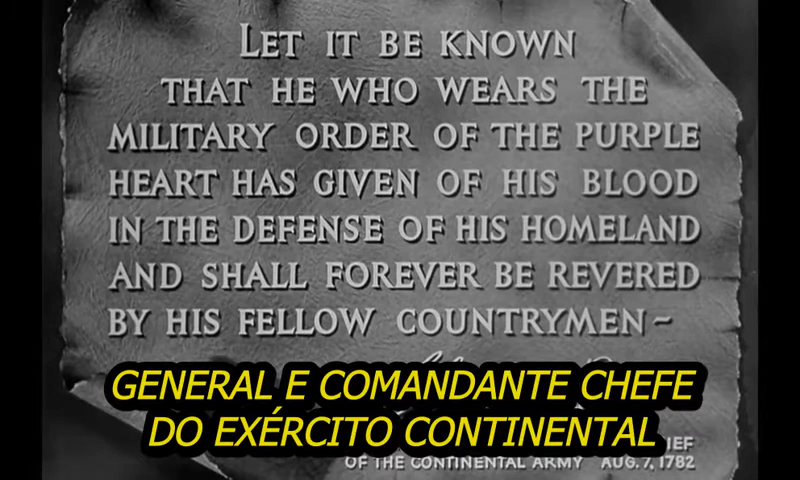 LET IT BE KNOWN
THAT HE WHO WEARS THE
MILITARY ORDER OF THE PURPLE
HEART HAS GIVEN OF HIS BLOOD
IN THE DEFENSE OF HIS HOMELAND
AND SHALL FOREVER BE REVERED
BY HIS FELLOW COUNTRYMEN~
GENERAL E COMANDANTE CHEFE
DO EXÉRCITO CONTINENTAL
OF THE CONTINENTAL ARMY AUG. 7, 1782